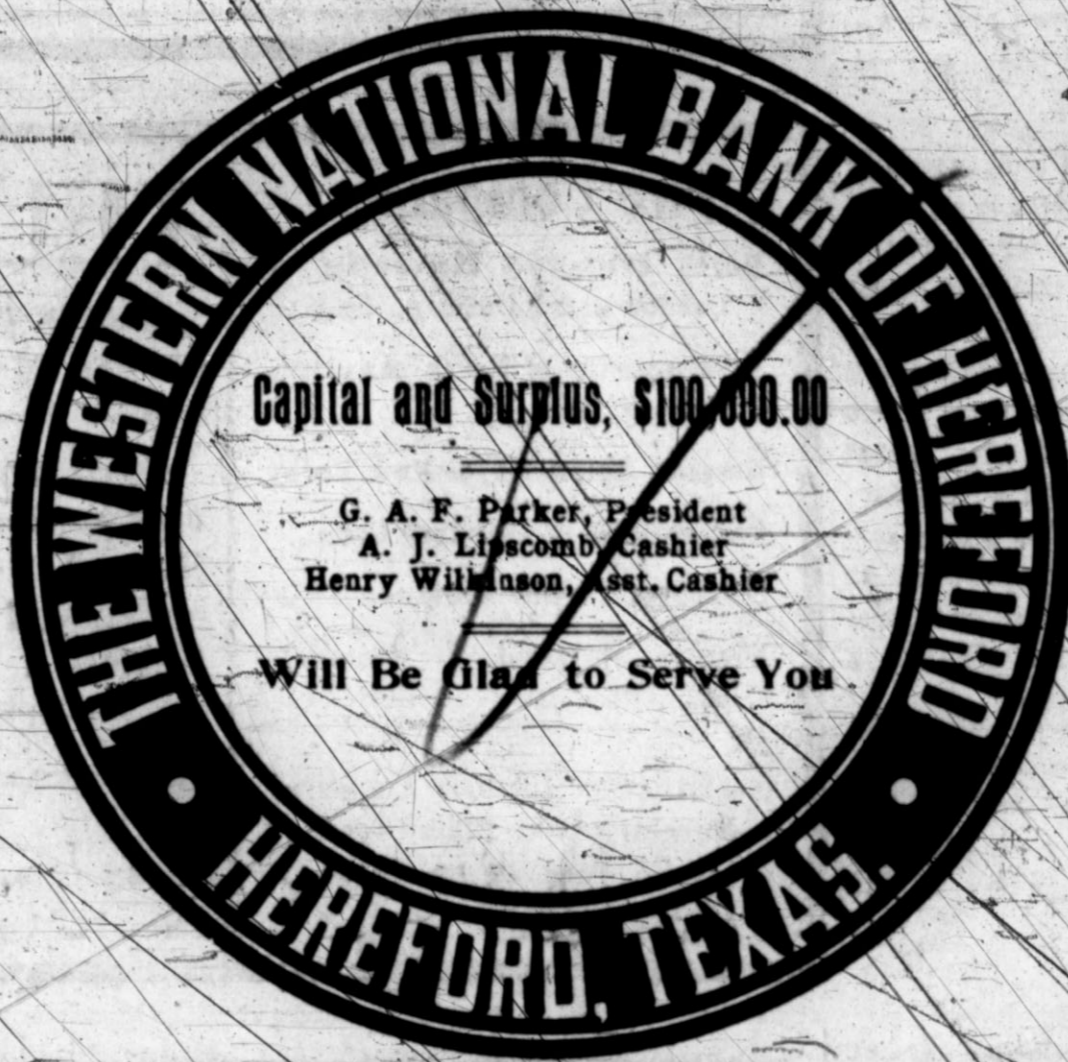 THE WESTERN NATIONAL BANK OF HEREFORD
Capital and Surplus, $100,000.00
G. A. F. Parker, President
A. J. Lipscomb, Cashier
Henry Wilkinson, Asst. Cashier
Will Be Glad to Serve You
HEREFORD, TEXAS.